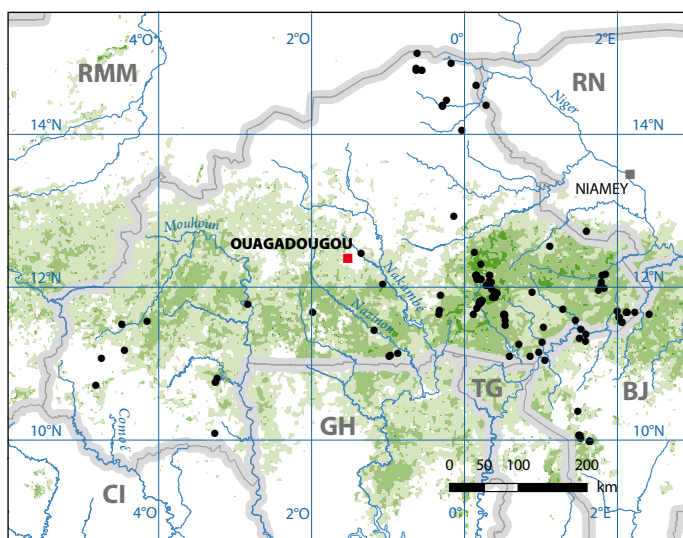 4°O 2°O 0° 2°E
RMM
RN
Niger
14°N 14°N
NIAMEY
Mouhoun
OUAGADOUGOU
Nakambe
12°N 12°N
Nazinon
TG
BJ
GH
Comoé
10°N 10°N
0 50 100 200
km
CI
4°O 2°O 0° 2°E